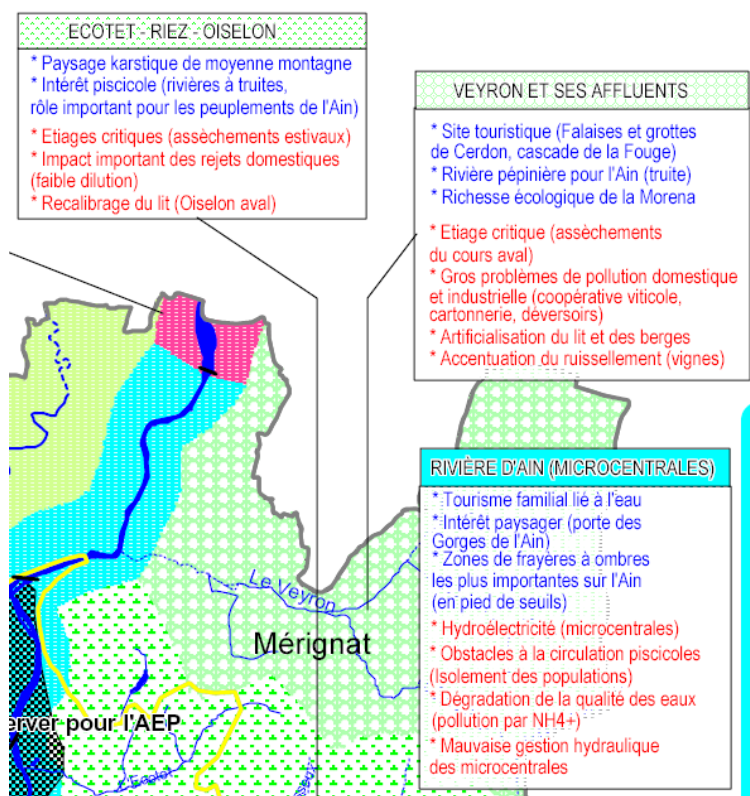 ECOTET - RIEZ - OISELON
* Paysage karstique de moyenne montagne
* Intérêt piscicole (rivières à truites,
rôle important pour les peuplements de l'Ain)
* Etiages critiques (assèchements estivaux)
* Impact important des rejets domestiques
(faible dilution)
* Recalibrage du lit (Oiselon aval)
VEYRON ET SES AFFLUENTS
* Site touristique (Falaises et grottes
de Cerdon, cascade de la Fouge)
* Rivière pépinière pour l'Ain (truite)
* Richesse écologique de la Morena
* Etiage critique (assèchements
du cours aval)
* Gros problèmes de pollution domestique
et industrielle (coopérative viticole,
cartonnerie, déversoirs)
* Artificialisation du lit et des berges
* Accentuation du ruissellement (vignes)
RIVIÈRE D'AIN (MICROCENTRALES)
* Tourisme familial lié à l'eau
* Intérêt paysager (porte des
Gorges de l'Ain)
* Zones de frayères à ombres
les plus importantes sur l'Ain
(en pied de seuils)
* Hydroélectricité (microcentrales)
* Obstacles à la circulation piscicoles
(Isolement des populations)
* Dégradation de la qualité des eaux
(pollution par NH4+)
* Mauvaise gestion hydraulique
des microcentrales
Le Veyron
Mérignat
erver pour l'AEP
L'Ecotet